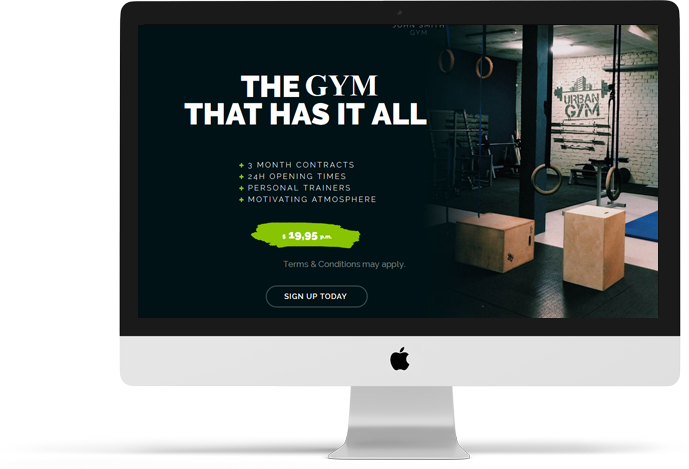 JOHN SMITH
GYM
THE GYM
THAT HAS IT ALL
+ 3 MONTH CONTRACTS
+ 24H OPENING TIMES
+ PERSONAL TRAINERS
+ MOTIVATING ATMOSPHERE
$ 19,95 p.m.
Terms & Conditions may apply.
SIGN UP TODAY
URBAN
GYM